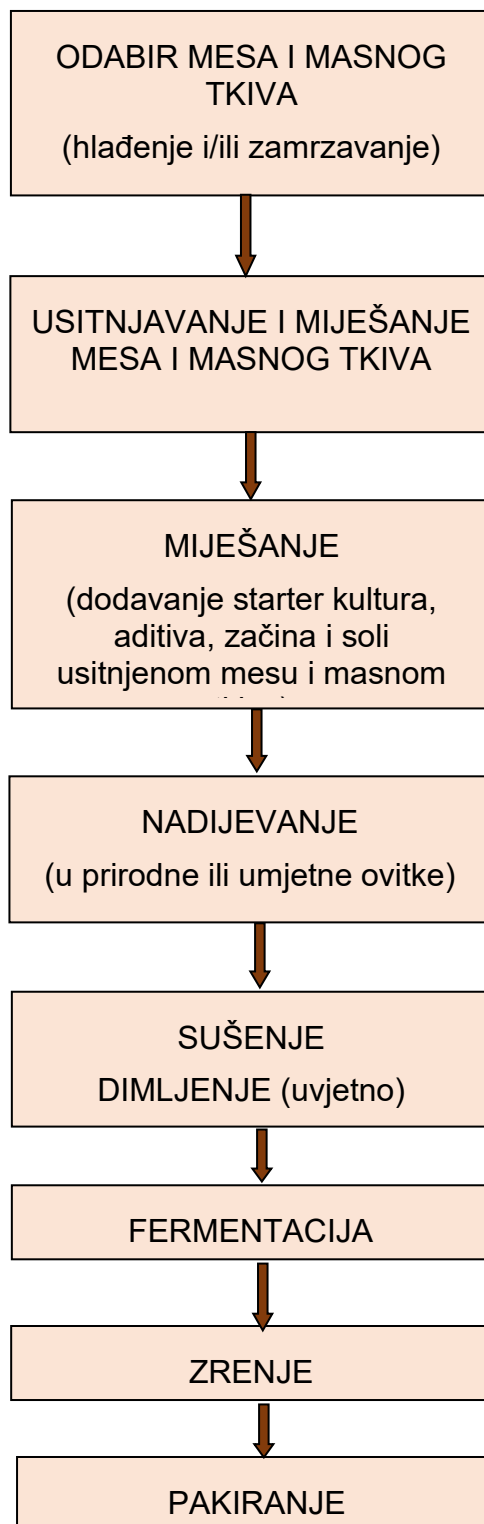 ODABIR MESA I MASNOG
TKIVA
(hlađenje i/ili zamrzavanje)
USITNJAVANJE I MIJEŠANJE
MESA I MASNOG TKIVA
MIJEŠANJE
(dodavanje starter kultura,
aditiva, začina i soli
usitnjenom mesu i masnom
NADIJEVANJE
(u prirodne ili umjetne ovitke)
SUŠENJE
DIMLJENJE (uvjetno)
FERMENTACIJA
ZRENJE
PAKIRANJE